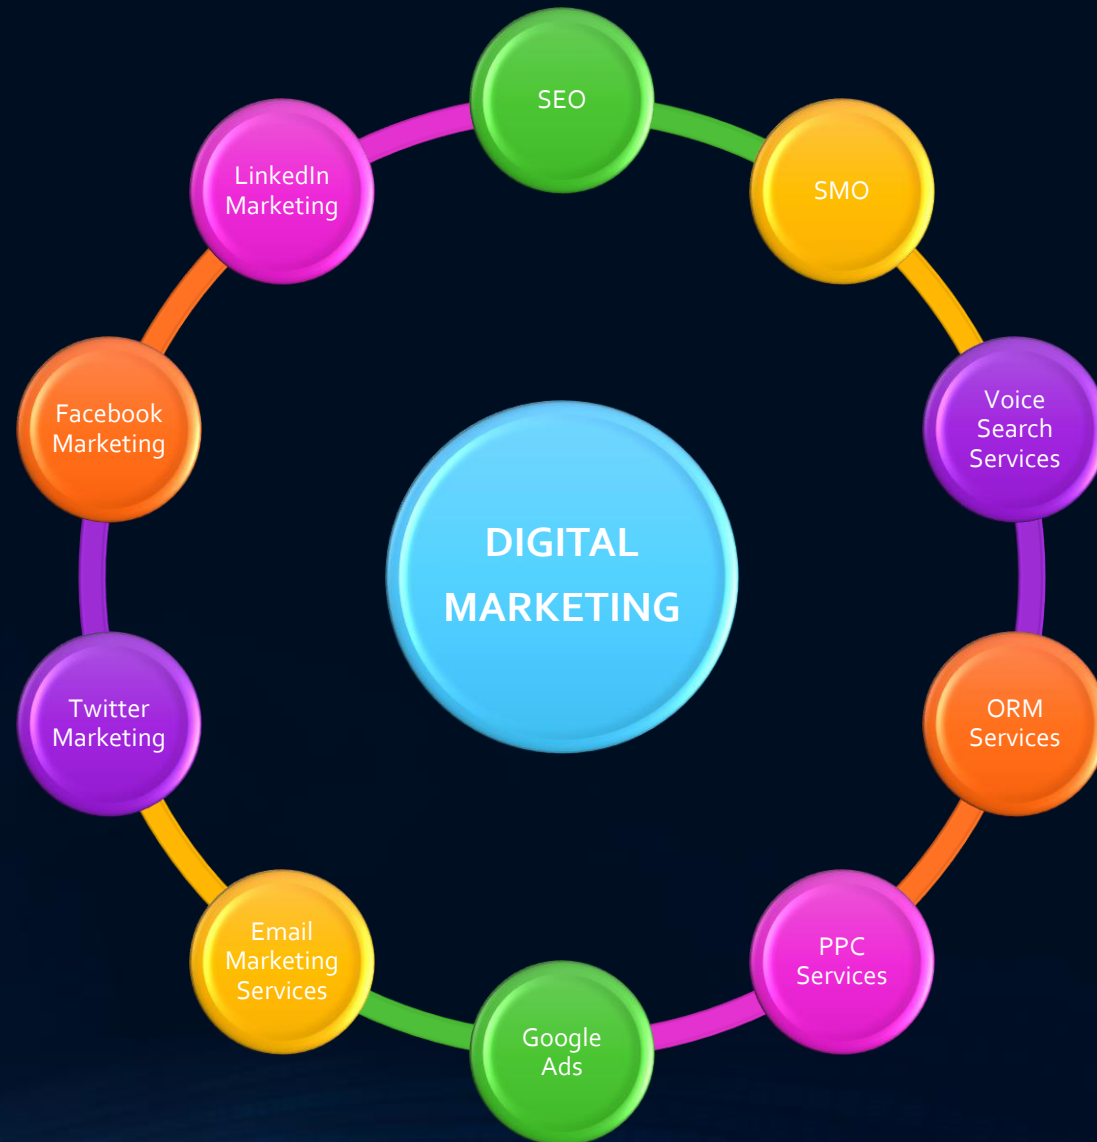 SEO
SMO
Voice
Search
Services
ORM
Services
PPC
Services
Google
Ads
Email
Marketing
Services
Twitter
Marketing
Facebook
Marketing
LinkedIn
Marketing
DIGITAL
MARKETING